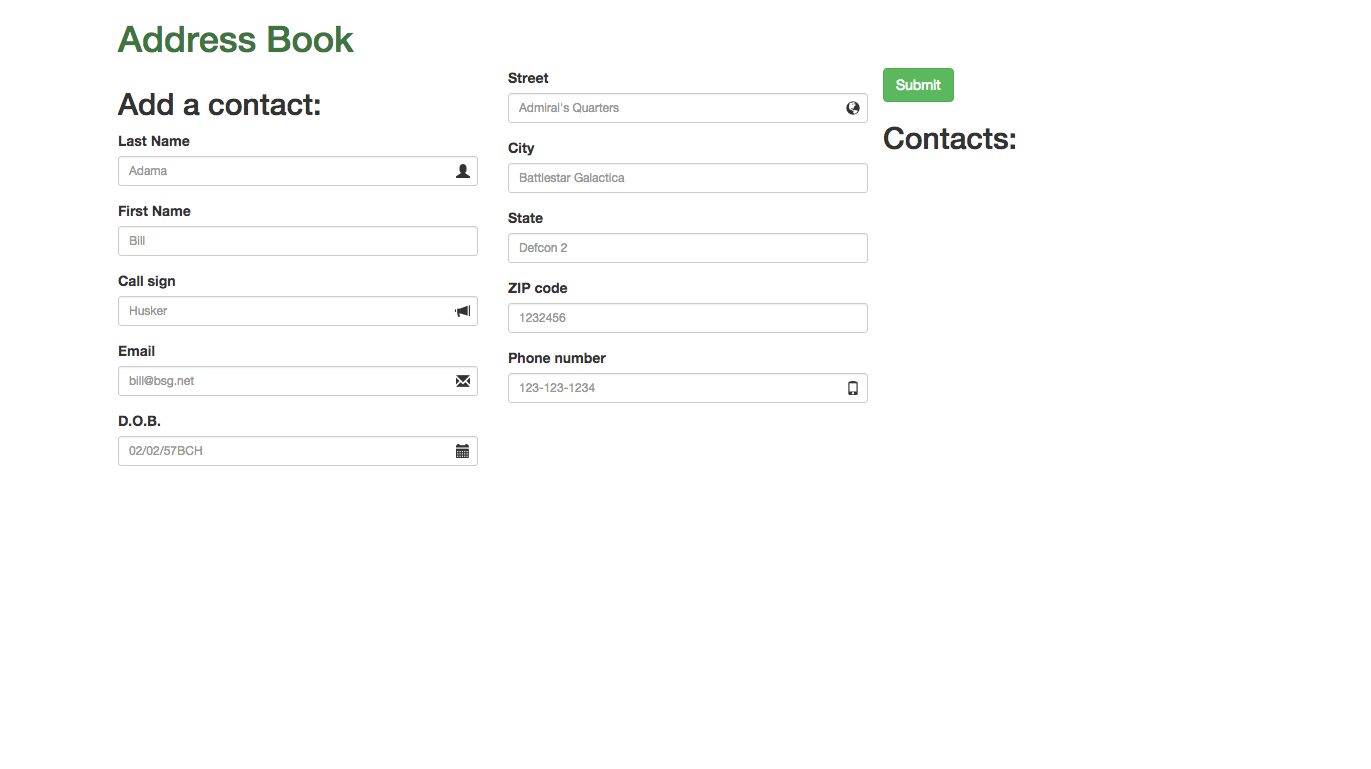 Address Book
Add a contact:
Last Name
Adama
First Name
Bill
Call sign
Husker
Email
bill@bsg.net
D.O.B.
02/02/57BCH
Street
Admiral's Quarters
City
Battlestar Galactica
State
Defcon 2
ZIP code
1232456
Phone number
123-123-1234
Submit
Contacts: